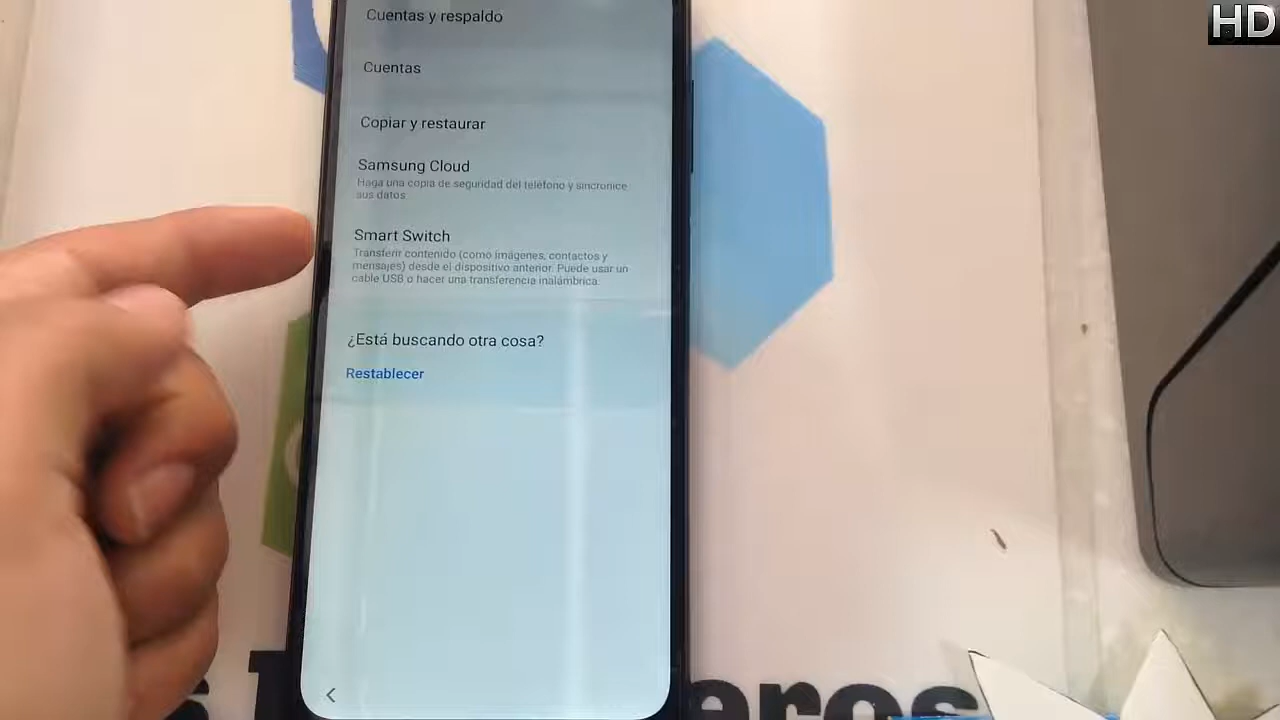 HD
Cuentas y respaldo
Cuentas
Copiar y restaurar
Samsung Cloud
Haga una copia de seguridad del teléfono y sincronice
sus datos
Smart Switch
Transferir contenido (como imágenes, contactos y
mensajes) desde el dispositivo anterior. Puede usar un
cable USB o hacer una transferencia inalámbrica.
¿Está buscando otra cosa?
Restablecer
eros